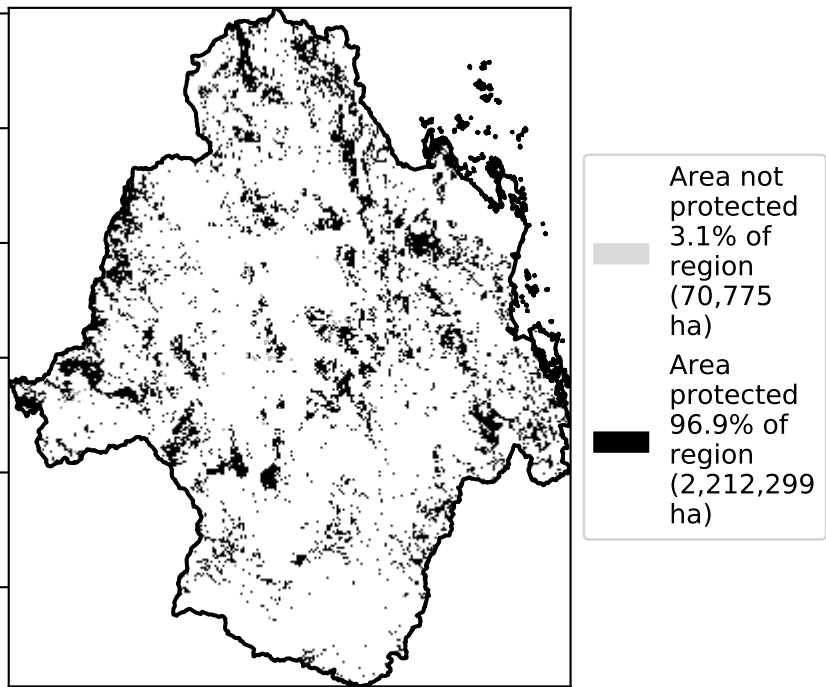 Area not
protected
3.1% of
region
(70,775
ha)
Area
protected
96.9% of
region
(2,212,299
ha)